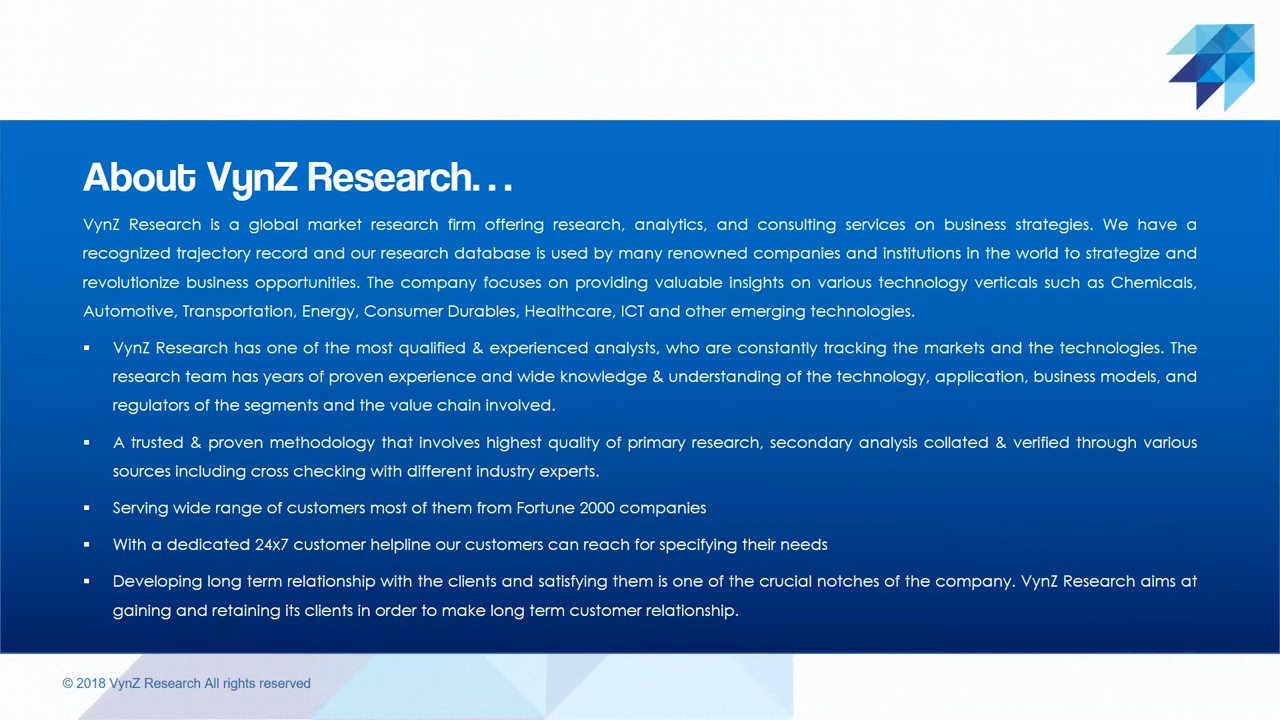 About VynZ Research...
VynZ Research is a global market research firm offering research, analytics, and consulting services on business strategies. We have a
recognized trajectory record and our research database is used by many renowned companies and institutions in the world to strategize and
revolutionize business opportunities. The company focuses on providing valuable insights on various technology verticals such as Chemicals,
Automotive, Transportation, Energy, Consumer Durables, Healthcare, ICT and other emerging technologies.
▪ VynZ Research has one of the most qualified & experienced analysts, who are constantly tracking the markets and the technologies. The
research team has years of proven experience and wide knowledge & understanding of the technology, application, business models, and
regulators of the segments and the value chain involved.
▪ A trusted & proven methodology that involves highest quality of primary research, secondary analysis collated & verified through various
sources including cross checking with different industry experts.
▪ Serving wide range of customers most of them from Fortune 2000 companies
▪ With a dedicated 24x7 customer helpline our customers can reach for specifying their needs
▪ Developing long term relationship with the clients and satisfying them is one of the crucial notches of the company. VynZ Research aims at
gaining and retaining its clients in order to make long term customer relationship.
© 2018 VynZ Research All rights reserved